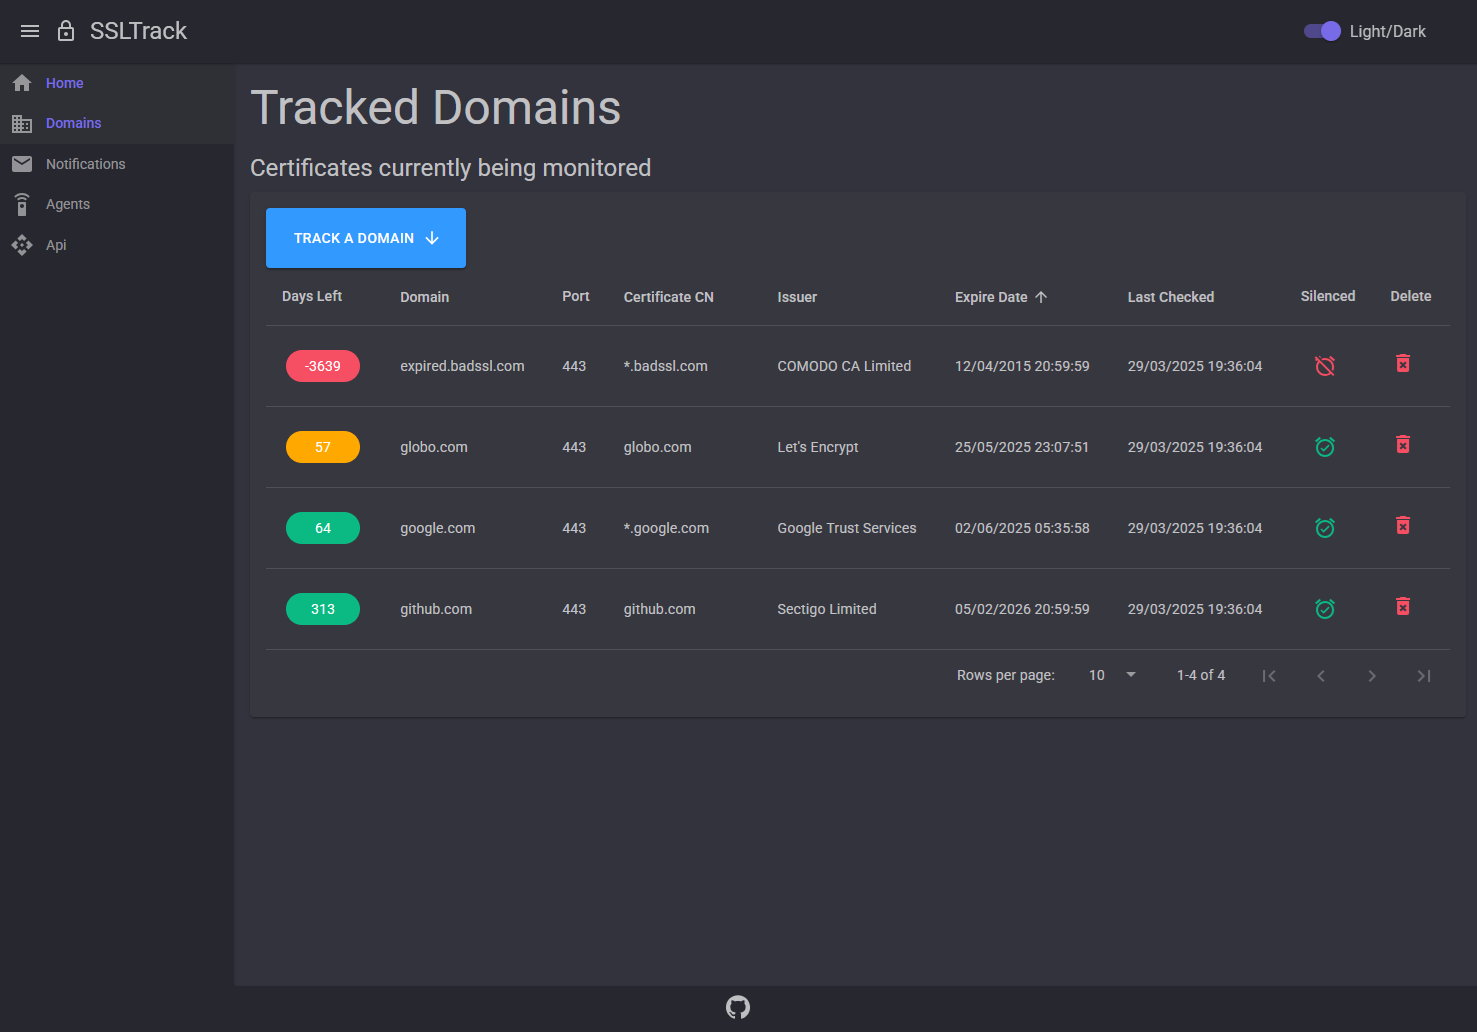 SSLTrack
Light/Dark
Home
Domains
Notifications
Agents
Api
Tracked Domains
Certificates currently being monitored
TRACK A DOMAIN
Days Left Domain Port Certificate CN Issuer Expire Date Last Checked Silenced Delete
-3639 expired.badssl.com 443 *.badssl.com COMODO CA Limited 12/04/2015 20:59:59 29/03/2025 19:36:04
57 globo.com 443 globo.com Let's Encrypt 25/05/2025 23:07:51 29/03/2025 19:36:04
64 google.com 443 *.google.com Google Trust Services 02/06/2025 05:35:58 29/03/2025 19:36:04
313 github.com 443 github.com Sectigo Limited 05/02/2026 20:59:59 29/03/2025 19:36:04
Rows per page: 10 1-4 of 4